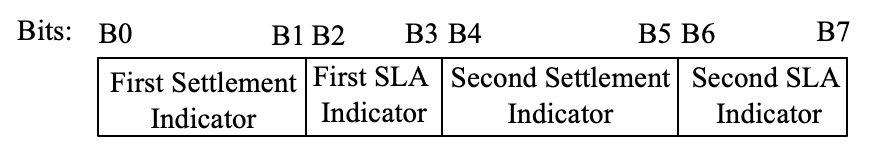 Bits: B0 B1 B2 B3 B4 B5 B6 B7
First Settlement Indicator
First SLA Indicator
Second Settlement Indicator
Second SLA Indicator